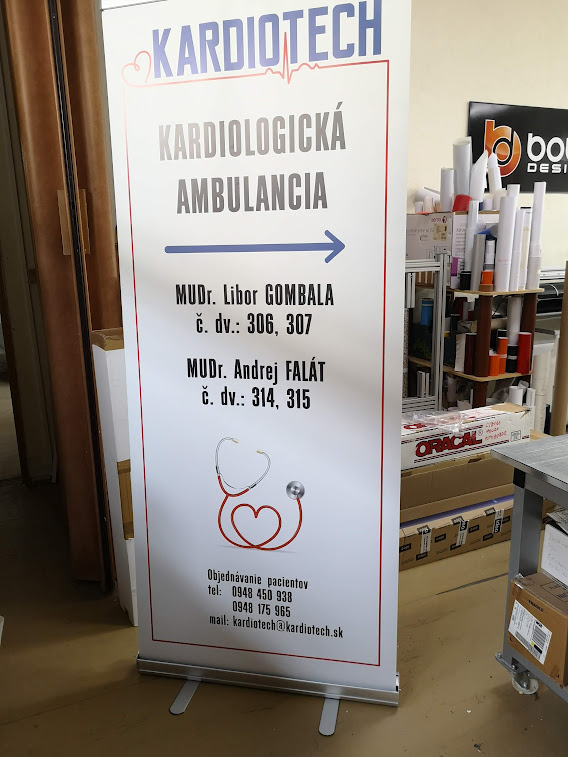 KARDIOTECH
KARDIOLOGICKÁ
AMBULANCIA
MUDr. Libor GOMBALA
č. dv.: 306, 307
MUDr. Andrej FALÁT
č. dv.: 314, 315
Objednávanie pacientov
tel: 0948 450 938
0948 175 965
mail: kardiotech@kardiotech.sk
ORACAL